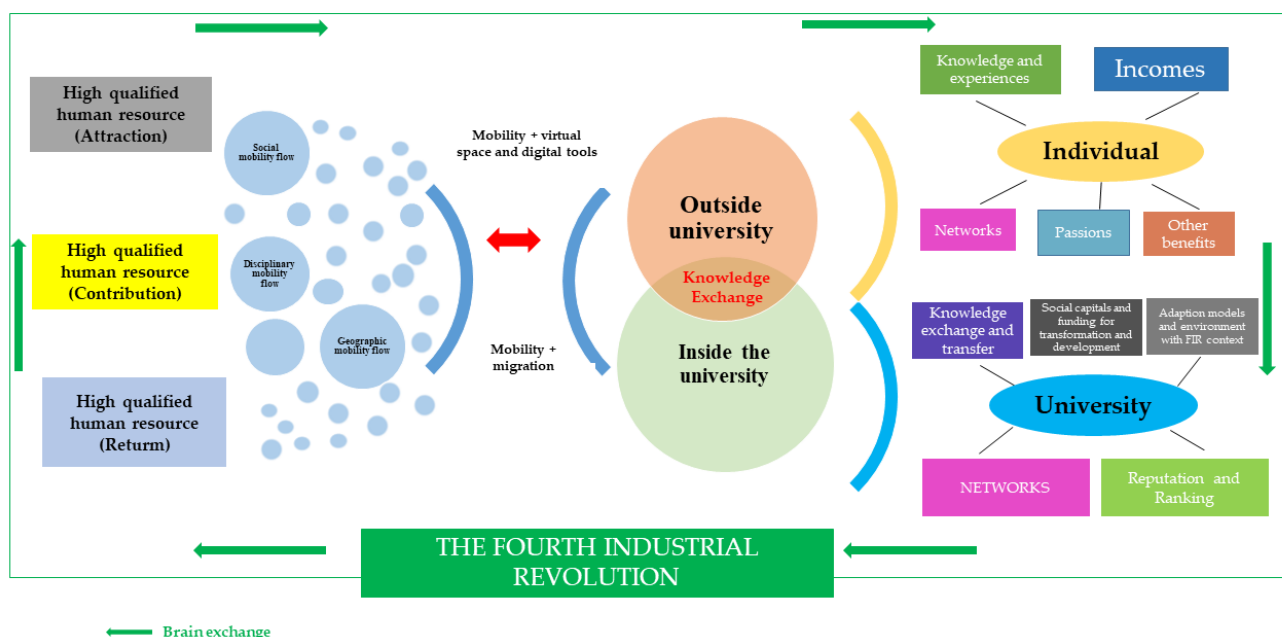 High qualified
human resource
(Attraction)
High qualified
human resource
(Contribution)
High qualified
human resource
(Returm)
Social
mobility flow
Disciplinary
mobility
flow
Geographic
mobility flow
Mobility + virtual
space and digital tools
Mobility +
migration
Outside
university
Knowledge
Exchange
Inside the
university
Knowledge and
experiences
Incomes
Individual
Networks
Passions
Other
benefits
Knowledge
exchange and
transfer
Social capitals and
funding for
transformation and
development
Adaption models
and environment
with FIR context
University
NETWORKS
Reputation and
Ranking
THE FOURTH INDUSTRIAL
REVOLUTION
Brain exchange